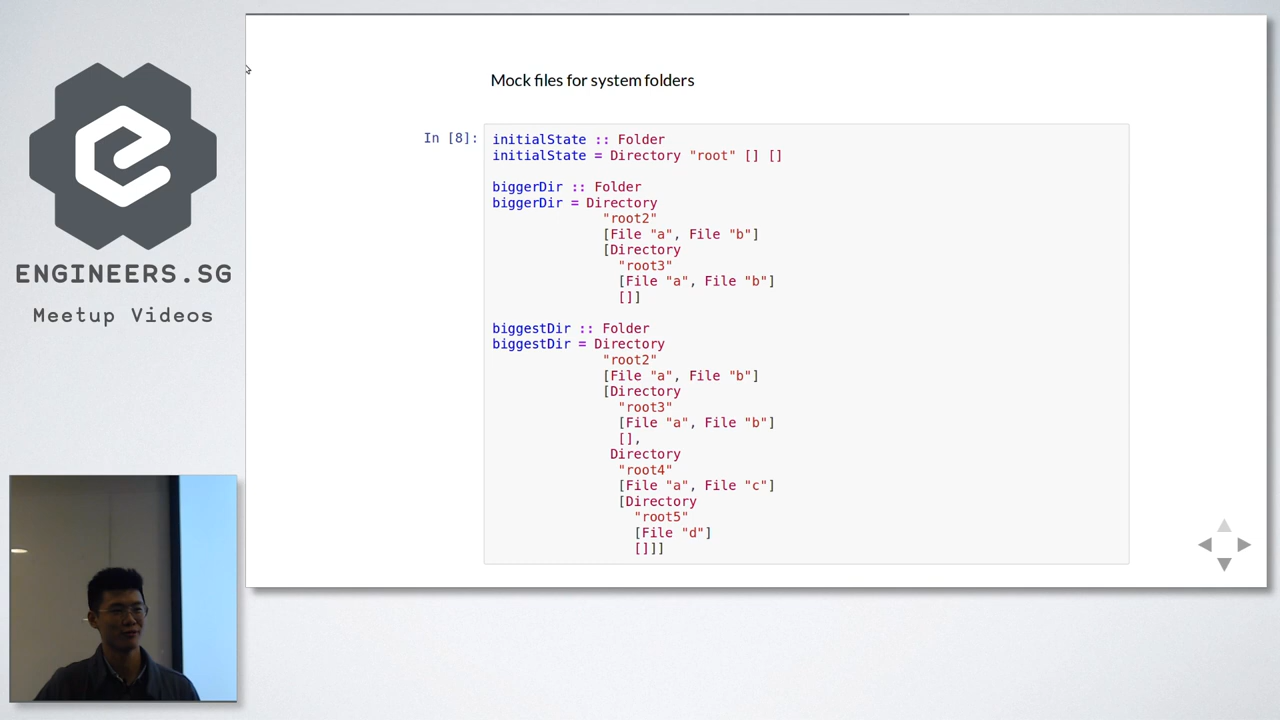 ENGINEERS.SG
Meetup Videos
Mock files for system folders
In [8]:
initialState :: Folder
initialState = Directory "root" [] []
biggerDir :: Folder
biggerDir = Directory
"root2"
[File "a", File "b"]
[Directory
"root3"
[File "a", File "b"]
[]]
biggestDir :: Folder
biggestDir = Directory
"root2"
[File "a", File "b"]
[Directory
"root3"
[File "a", File "b"]
[],
Directory
"root4"
[File "a", File "c"]
[Directory
"root5"
[File "d"]
[]]]